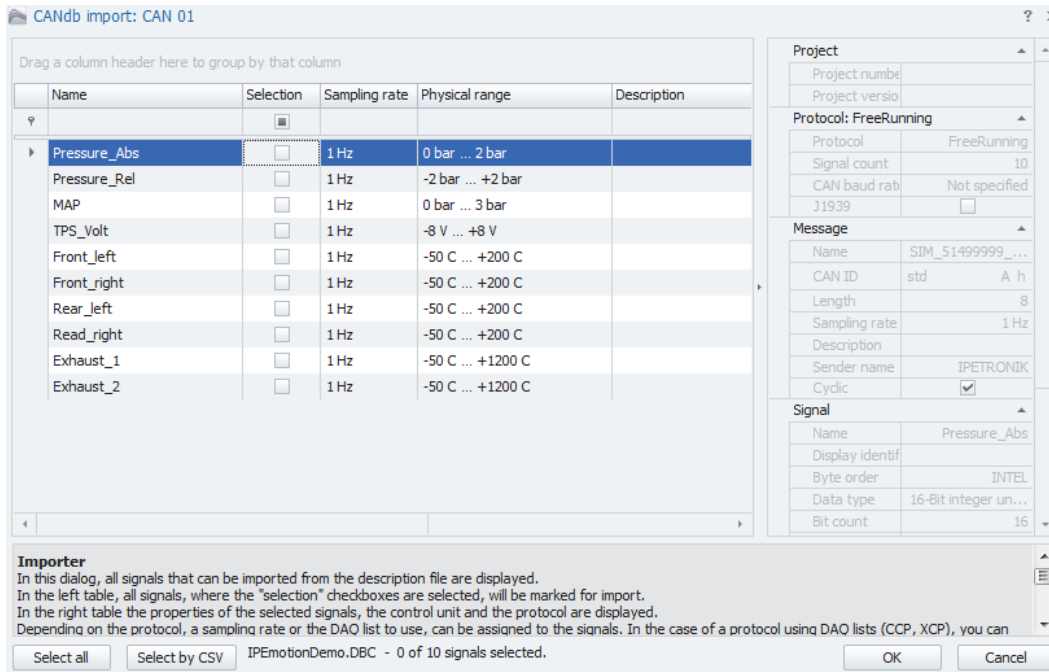 CANdb import: CAN 01
?
Drag a column header here to group by that column
Name Selection Sampling rate Physical range Description
Pressure_Abs 1 Hz 0 bar ... 2 bar
Pressure_Rel 1 Hz -2 bar ... +2 bar
MAP 1 Hz 0 bar ... 3 bar
TPS_Volt 1 Hz -8 V ... +8 V
Front_left 1 Hz -50 C ... +200 C
Front_right 1 Hz -50 C ... +200 C
Rear_left 1 Hz -50 C ... +200 C
Read_right 1 Hz -50 C ... +200 C
Exhaust_1 1 Hz -50 C ... +1200 C
Exhaust_2 1 Hz -50 C ... +1200 C
Project
Project numbe
Project versio
Protocol: FreeRunning
Protocol FreeRunning
Signal count 10
CAN baud rat Not specified
J1939
Message
Name SIM_51499999_...
CAN ID std A h
Length 8
Sampling rate 1 Hz
Description
Sender name IPETRONIK
Cyclic
Signal
Name Pressure_Abs
Display identif
Byte order INTEL
Data type 16-Bit integer un...
Bit count 16
Importer
In this dialog, all signals that can be imported from the description file are displayed.
In the left table, all signals, where the "selection" checkboxes are selected, will be marked for import.
In the right table the properties of the selected signals, the control unit and the protocol are displayed.
Depending on the protocol, a sampling rate or the DAQ list to use, can be assigned to the signals. In the case of a protocol using DAQ lists (CCP, XCP), you can
Select all Select by CSV IPEmotionDemo.DBC - 0 of 10 signals selected. OK Cancel